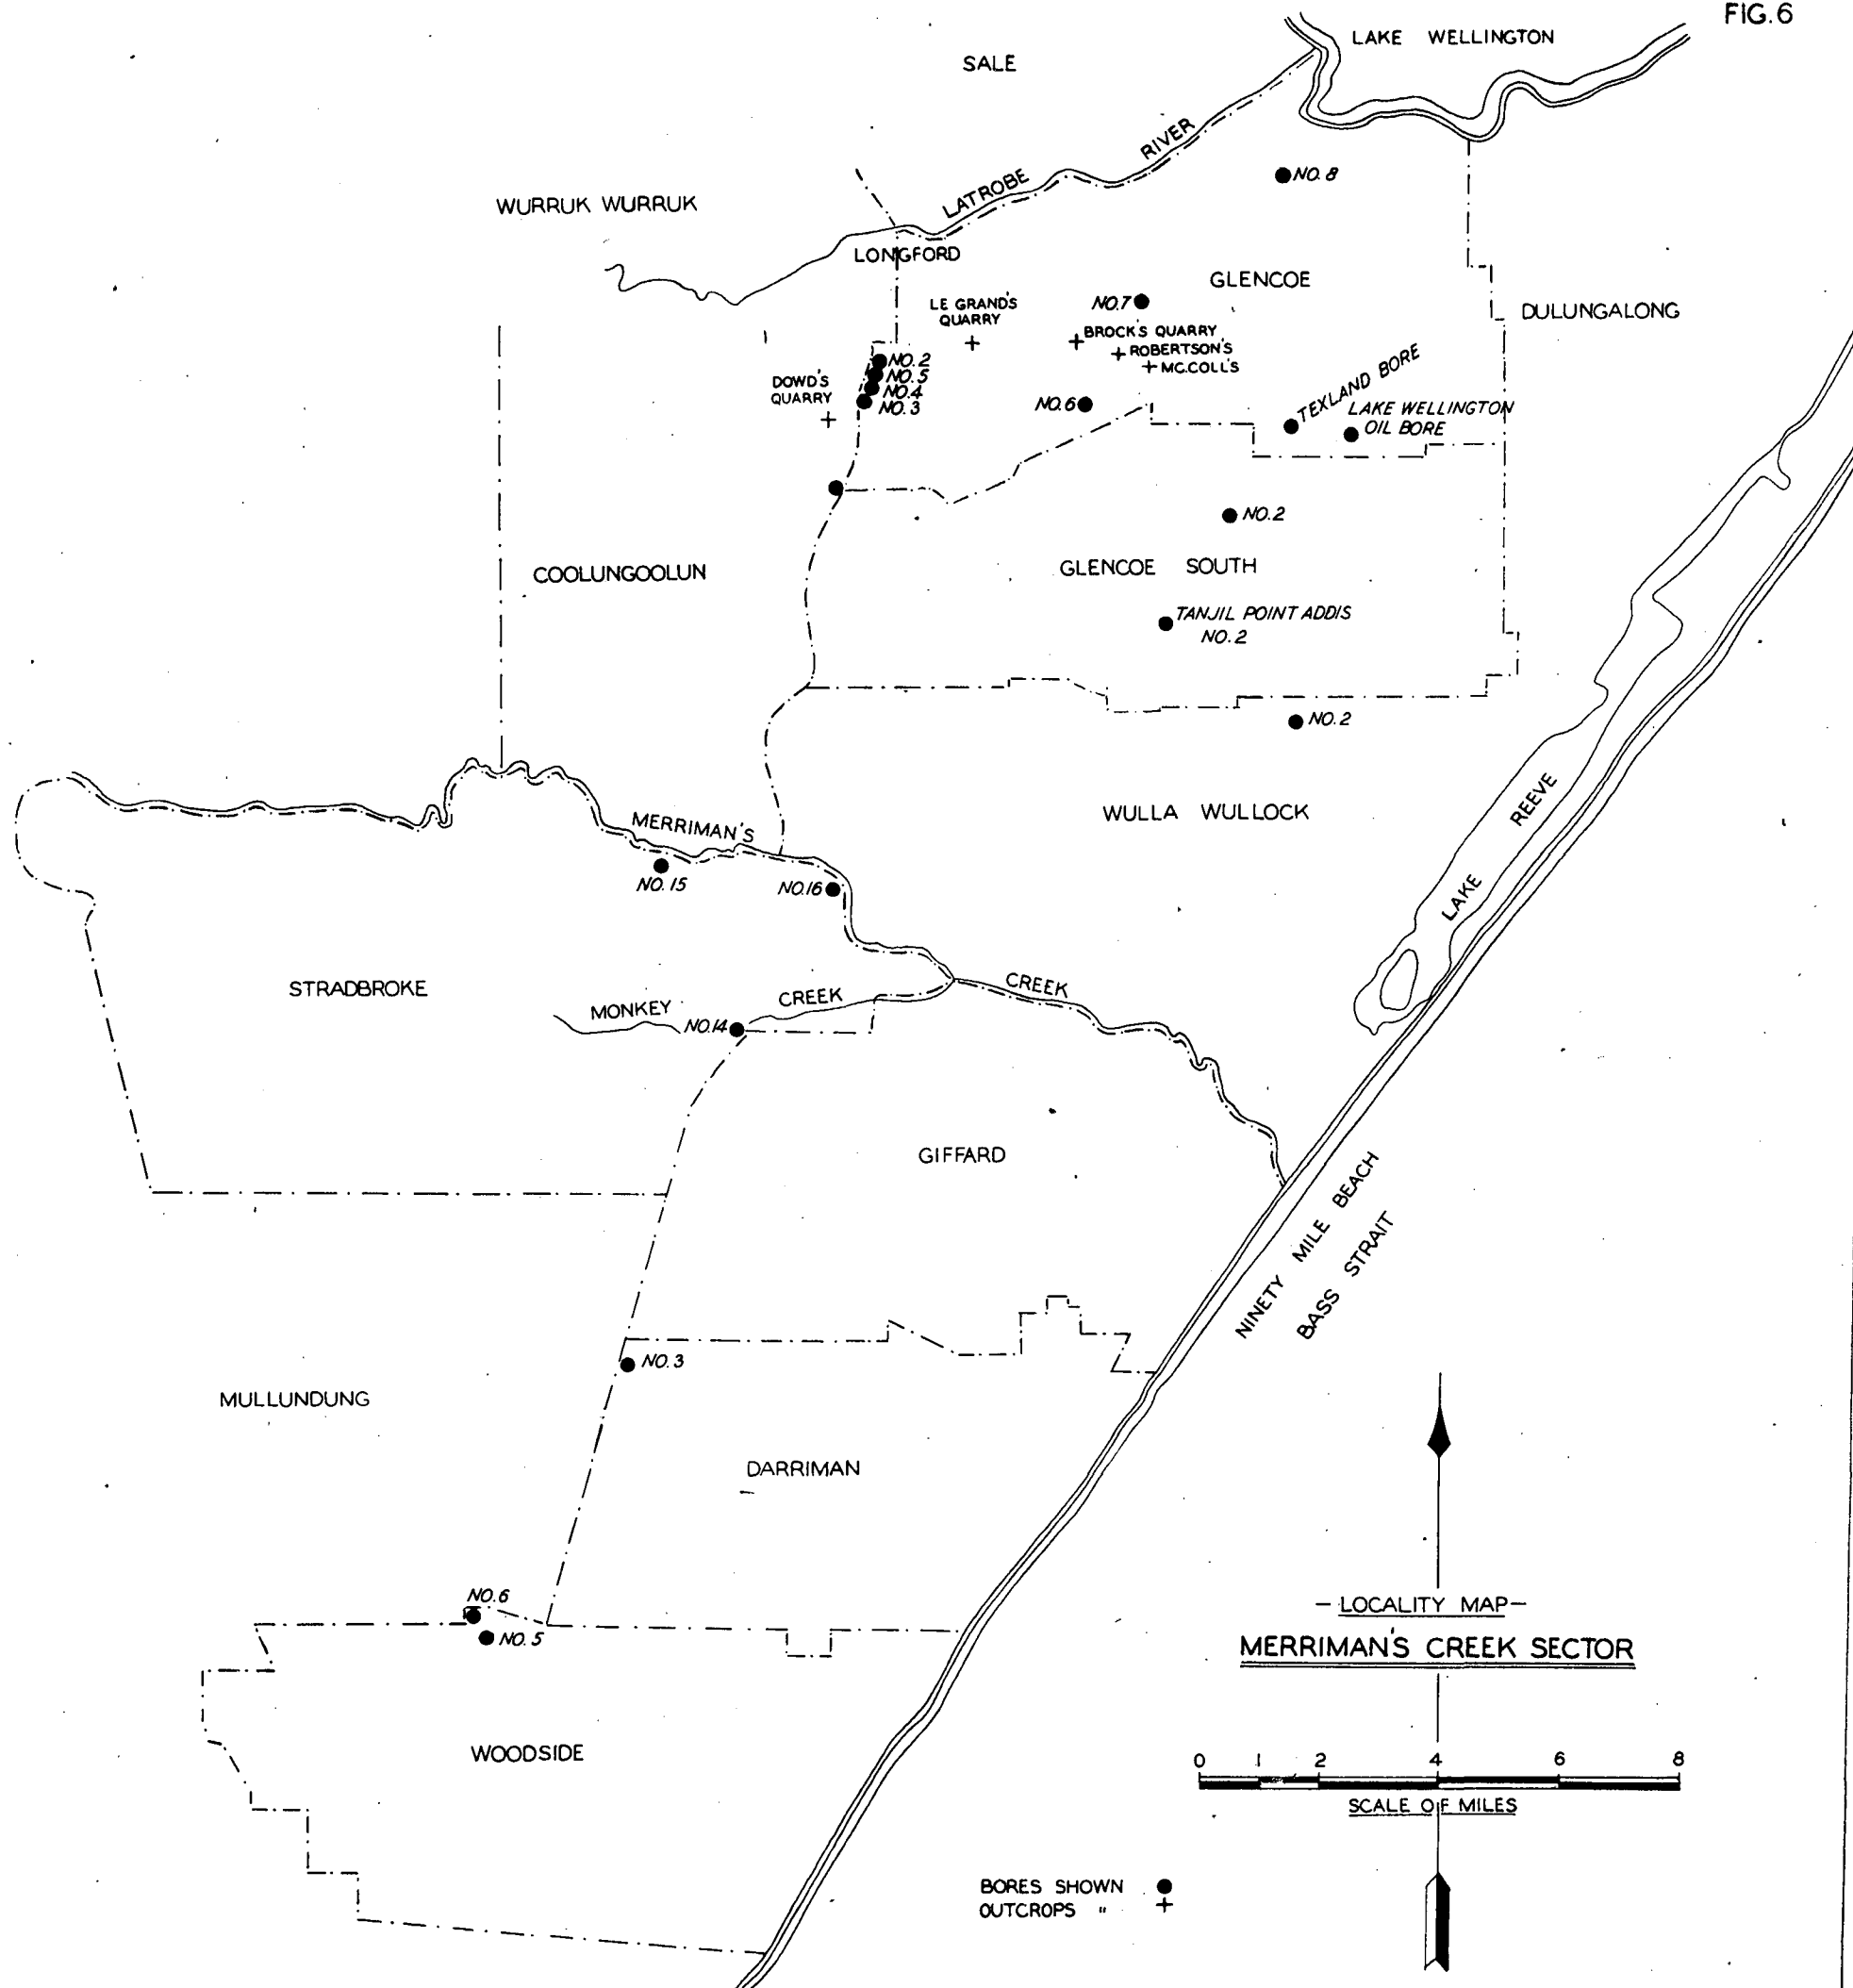 FIG. 6
LAKE WELLINGTON
SALE
LATROBE RIVER
NO. 8
WURRUK WURRUK
LONGFORD
GLENCOE
LE GRAND'S
QUARRY
NO. 7
DULUNGALONG
BROCK'S QUARRY
ROBERTSON'S
MC.COLL'S
NO. 2
NO. 5
NO. 4
NO. 3
DOWD'S
QUARRY
NO. 6
TEXLAND BORE
LAKE WELLINGTON
OIL BORE
NO. 2
COOLUNGOOLUN
GLENCOE SOUTH
TANJIL POINT ADDIS
NO. 2
NO. 2
MERRIMAN'S
WULLA WULLOCK
LAKE REEVE
NO. 15
NO. 16
STRADBROKE
MONKEY CREEK
CREEK
NO. 14
GIFFARD
NINETY MILE BEACH
BASS STRAIT
NO. 3
MULLUNDUNG
DARRIMAN
NO. 6
NO. 5
WOODSIDE
- LOCALITY MAP -
MERRIMAN'S CREEK SECTOR
0 1 2 4 6 8
SCALE OF MILES
BORES SHOWN
OUTCROPS "